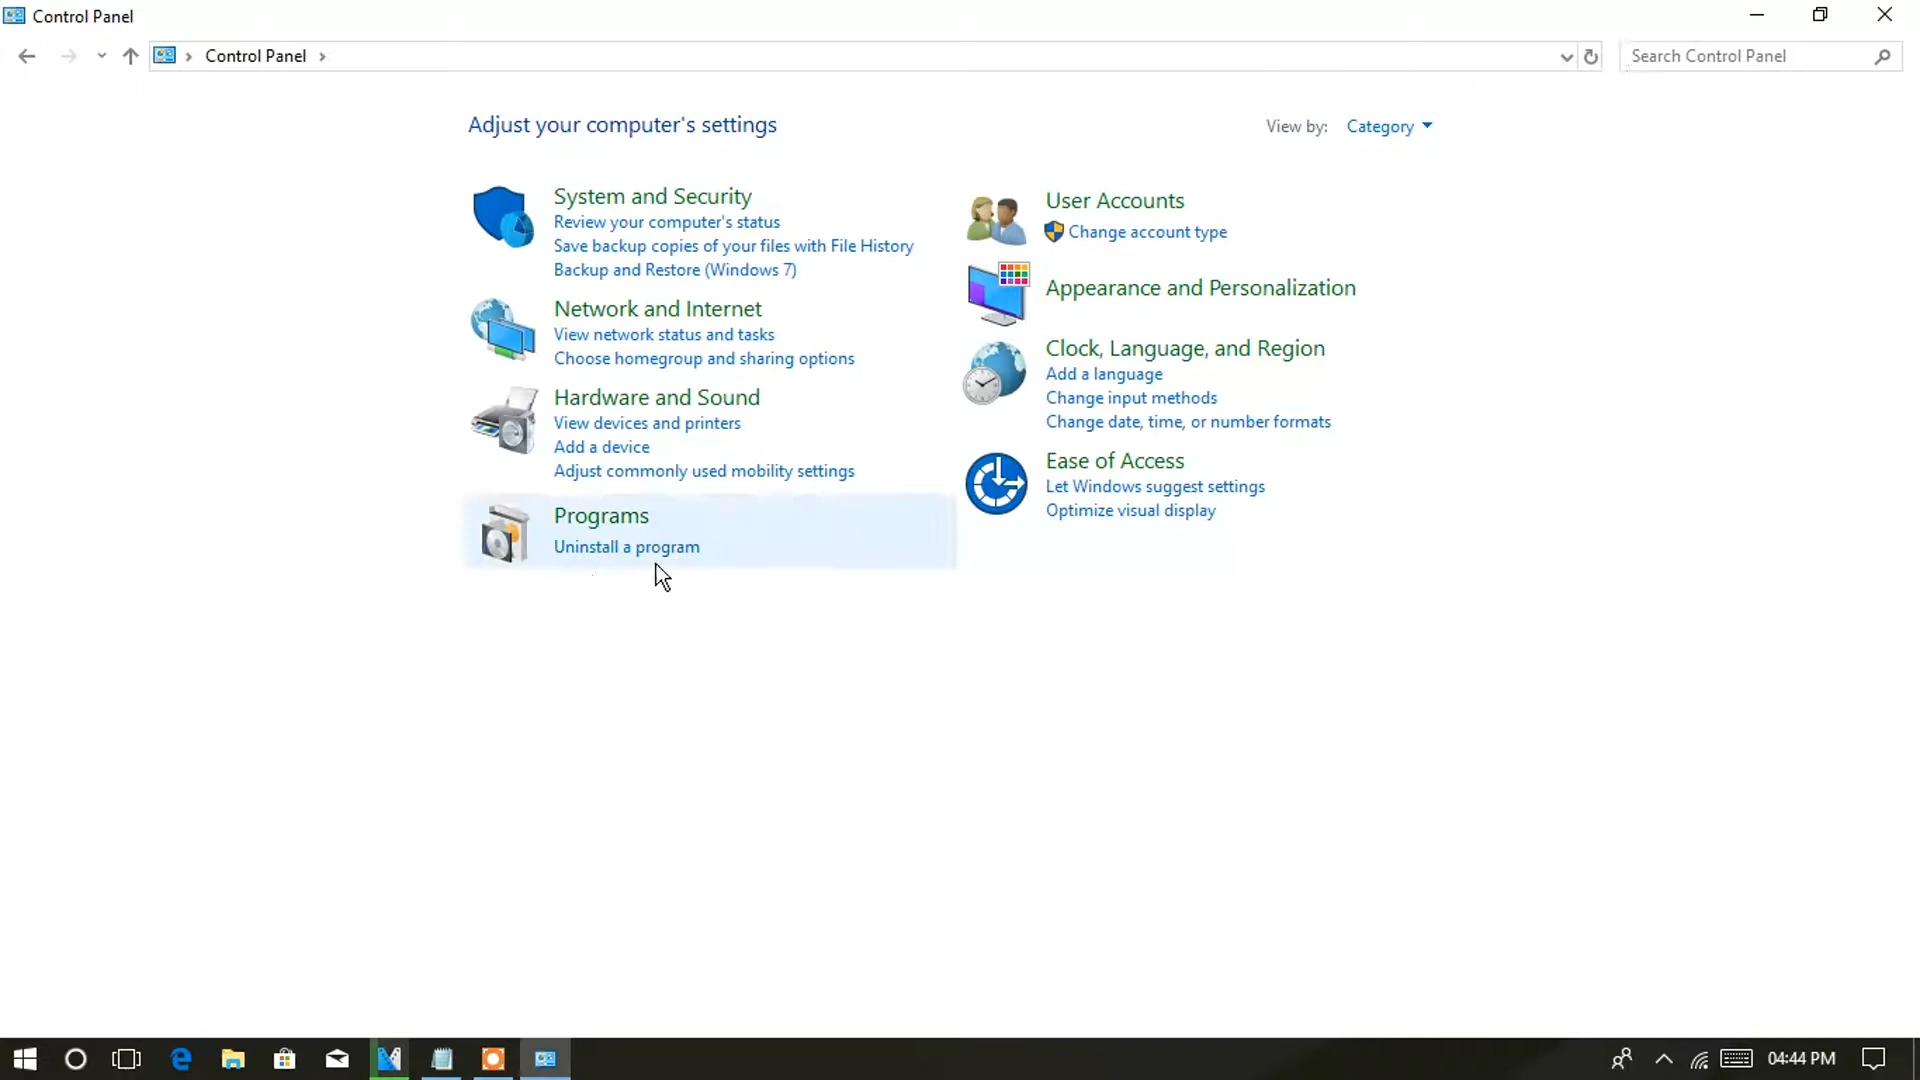 Control Panel
Control Panel
Search Control Panel
Adjust your computer's settings
View by: Category
System and Security
Review your computer's status
Save backup copies of your files with File History
Backup and Restore (Windows 7)
Network and Internet
View network status and tasks
Choose homegroup and sharing options
Hardware and Sound
View devices and printers
Add a device
Adjust commonly used mobility settings
Programs
Uninstall a program
User Accounts
Change account type
Appearance and Personalization
Clock, Language, and Region
Add a language
Change input methods
Change date, time, or number formats
Ease of Access
Let Windows suggest settings
Optimize visual display
04:44 PM